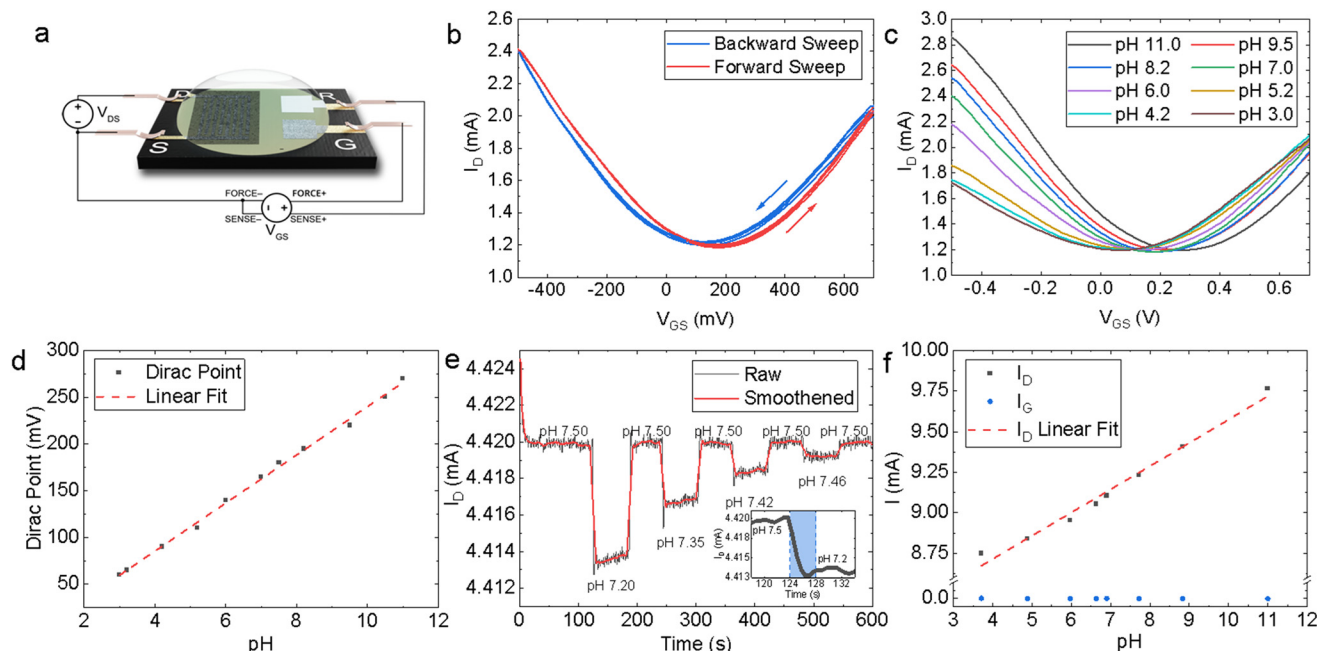 a
D
R
V_DS
S
G
FORCE–
FORCE+
SENSE–
SENSE+
V_GS
b
Backward Sweep
Forward Sweep
I_D (mA)
2.6
2.4
2.2
2.0
1.8
1.6
1.4
1.2
1.0
-400
-200
0
200
400
600
V_GS (mV)
c
pH 11.0
pH 9.5
pH 8.2
pH 7.0
pH 6.0
pH 5.2
pH 4.2
pH 3.0
I_D (mA)
3.0
2.8
2.6
2.4
2.2
2.0
1.8
1.6
1.4
1.2
1.0
-0.4
-0.2
0.0
0.2
0.4
0.6
V_GS (V)
d
Dirac Point
Linear Fit
Dirac Point (mV)
300
250
200
150
100
50
2
4
6
8
10
12
pH
e
Raw
Smoothened
I_D (mA)
4.424
4.422
4.420
4.418
4.416
4.414
4.412
pH 7.50
pH 7.50
pH 7.50
pH 7.50
pH 7.50
pH 7.20
pH 7.35
pH 7.42
pH 7.46
I_D (mA)
4.420
4.418
4.415
4.413
pH 7.5
pH 7.2
120
124
128
132
Time (s)
0
100
200
300
400
500
600
Time (s)
f
I_D
I_G
I_D Linear Fit
I (mA)
10.00
9.75
9.50
9.25
9.00
8.75
0.0
3
4
5
6
7
8
9
10
11
12
pH